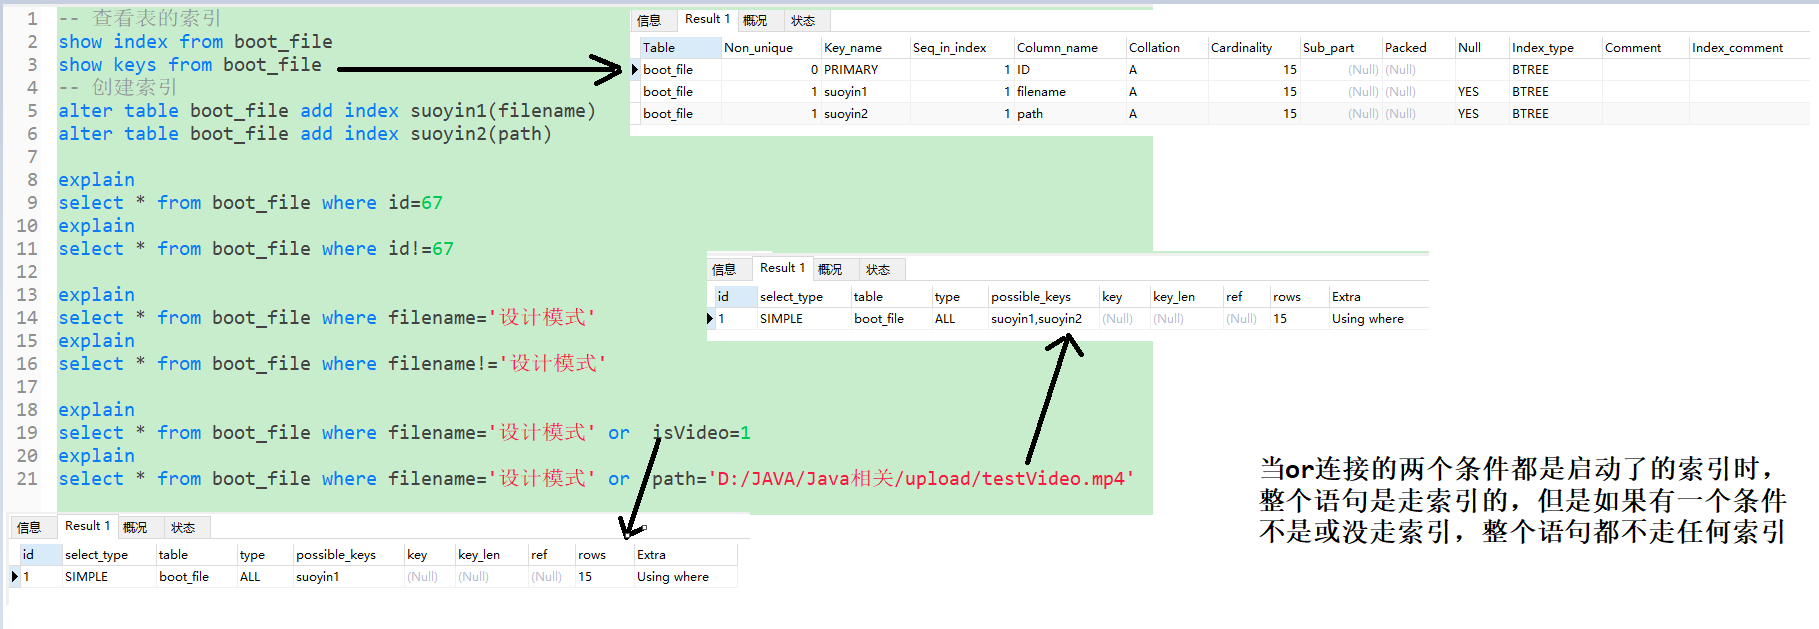 1 -- 查看表的索引
2 show index from boot_file
3 show keys from boot_file
4 -- 创建索引
5 alter table boot_file add index suoyin1(filename)
6 alter table boot_file add index suoyin2(path)
7
8 explain
9 select * from boot_file where id=67
10 explain
11 select * from boot_file where id!=67
12
13 explain
14 select * from boot_file where filename='设计模式'
15 explain
16 select * from boot_file where filename!='设计模式'
17
18 explain
19 select * from boot_file where filename='设计模式' or isVideo=1
20 explain
21 select * from boot_file where filename='设计模式' or path='D:/JAVA/Java相关/upload/testVideo.mp4'
信息 Result 1 概况 状态
Table Non_unique Key_name Seq_in_index Column_name Collation Cardinality Sub_part Packed Null Index_type Comment Index_comment
boot_file 0 PRIMARY 1 ID A 15 (Null) (Null) BTREE
boot_file 1 suoyin1 1 filename A 15 (Null) (Null) YES BTREE
boot_file 1 suoyin2 1 path A 15 (Null) (Null) YES BTREE
信息 Result 1 概况 状态
id select_type table type possible_keys key key_len ref rows Extra
1 SIMPLE boot_file ALL suoyin1,suoyin2 (Null) (Null) (Null) 15 Using where
当or连接的两个条件都是启动了的索引时，
整个语句是走索引的，但是如果有一个条件
不是或没走索引，整个语句都不走任何索引
信息 Result 1 概况 状态
id select_type table type possible_keys key key_len ref rows Extra
1 SIMPLE boot_file ALL suoyin1 (Null) (Null) (Null) 15 Using where